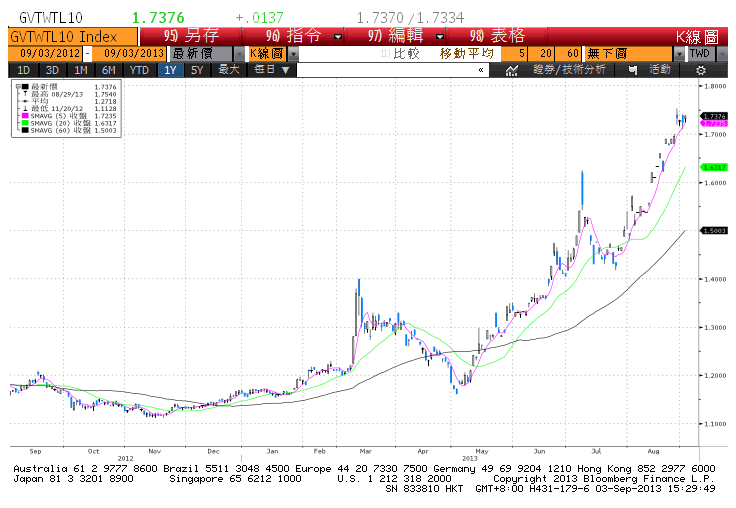 GVTWTL10 1.7376 +.0137 1.7370 /1.7334
GVTWTL10 Index 95) 另存 96) 指令 97) 編輯 98) 表格 K線圖
09/03/2012 - 09/03/2013 最新價 K線圖 比較 移動平均 5 20 60 無下圖 TWD
1D 3D 1M 6M YTD 1Y 5Y 最大 每日 ▼ « 證券/技術分析 活動
最新價 1.7376
最高 08/29/13 1.7540
平均 1.2718
最低 11/20/12 1.1128
SMAVG (5) 收盤 1.7235
SMAVG (20) 收盤 1.6317
SMAVG (60) 收盤 1.5003
1.8000
1.7376
1.7235
1.7000
1.6317
1.6000
1.5003
1.4000
1.3000
1.2000
1.1000
Sep Oct Nov Dec Jan Feb Mar Apr May Jun Jul Aug
2012 2013
Australia 61 2 9777 8600 Brazil 5511 3048 4500 Europe 44 20 7330 7500 Germany 49 69 9204 1210 Hong Kong 852 2977 6000
Japan 81 3 3201 8900 Singapore 65 6212 1000 U.S. 1 212 318 2000 Copyright 2013 Bloomberg Finance L.P.
SN 833810 HKT GMT+8:00 H431-179-6 03-Sep-2013 15:29:49